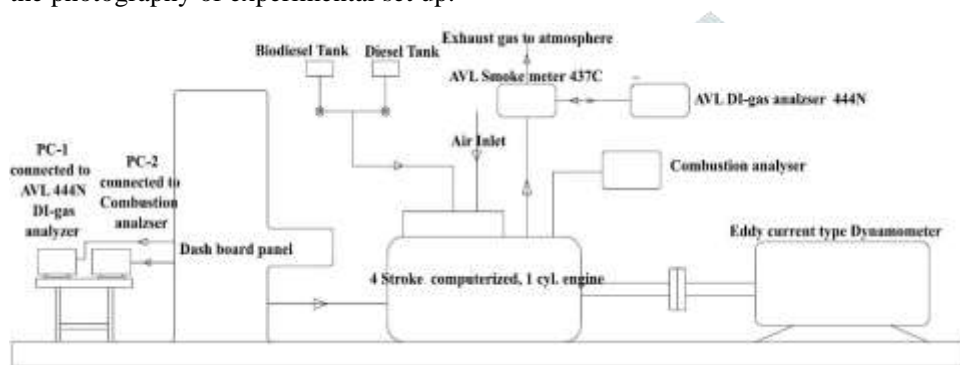 the photography of experimental set up.
Exhaust gas to atmosphere
Biodiesel Tank
Diesel Tank
AVL Smoke meter 437C
AVL DI-gas analzser 444N
Air Inlet
PC-1
connected to
AVL 444N
DI-gas
analyzer
PC-2
connected to
Combustion
analzser
Combustion analyser
Dash board panel
Eddy current type Dynamometer
4 Stroke computerized, 1 cyl. engine